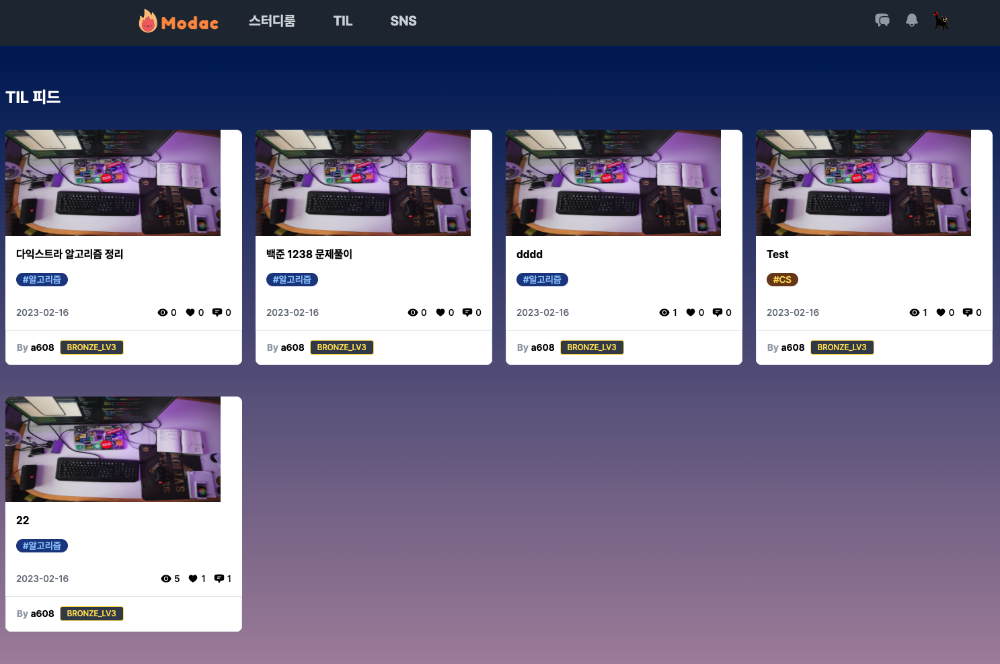 Modac 스터디룸 TIL SNS
TIL 피드
다익스트라 알고리즘 정리
#알고리즘
2023-02-16 0 0 0
By a608 BRONZE_LV3
백준 1238 문제풀이
#알고리즘
2023-02-16 0 0 0
By a608 BRONZE_LV3
dddd
#알고리즘
2023-02-16 1 0 0
By a608 BRONZE_LV3
Test
#CS
2023-02-16 1 0 0
By a608 BRONZE_LV3
22
#알고리즘
2023-02-16 5 1 1
By a608 BRONZE_LV3